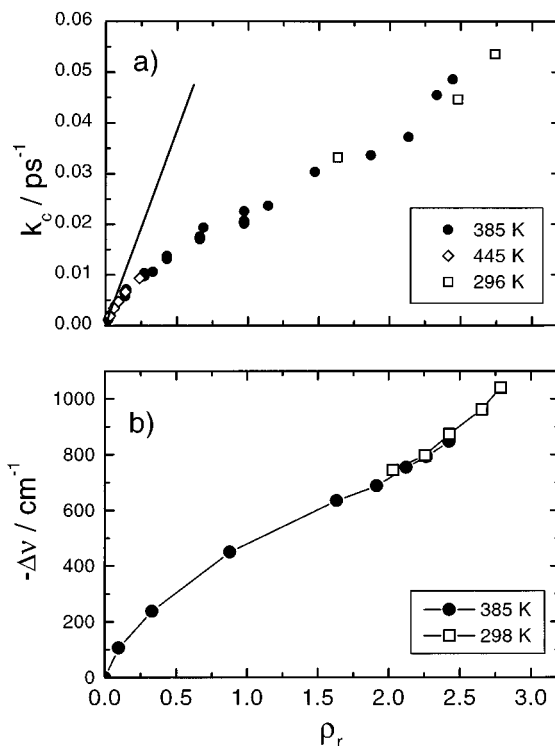 0.06
a)
0.05
0.04
0.03
0.02
0.01
0.00
k_c / ps⁻¹
385 K
445 K
296 K
b)
1000
800
600
400
200
0
-Δν / cm⁻¹
385 K
298 K
0.0 0.5 1.0 1.5 2.0 2.5 3.0
ρ_r